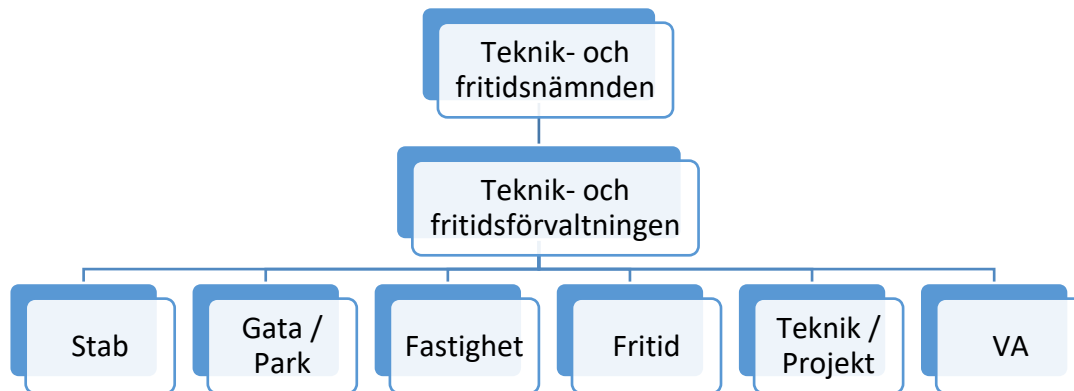 Teknik- och
fritidsnämnden
Teknik- och
fritidsförvaltningen
Stab
Gata /
Park
Fastighet
Fritid
Teknik /
Projekt
VA